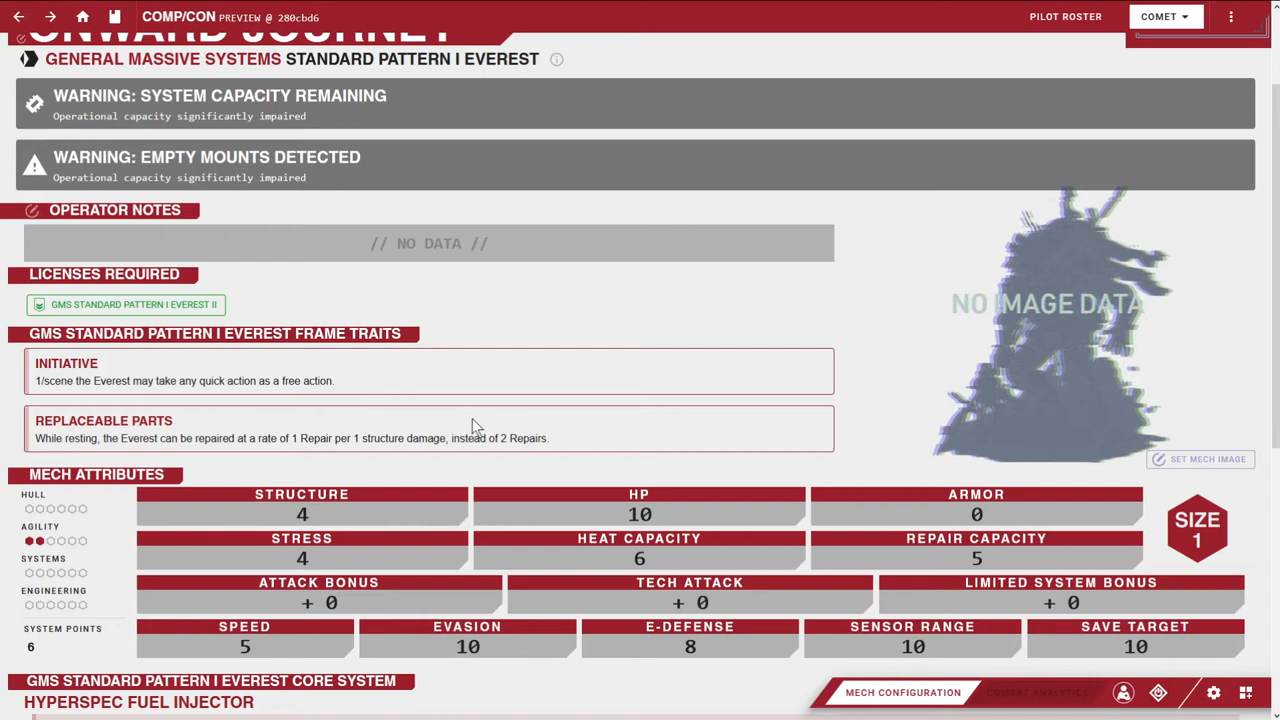 COMP/CON PREVIEW @ 280cbd6
PILOT ROSTER
COMET
ONWARD JOURNEY
GENERAL MASSIVE SYSTEMS STANDARD PATTERN I EVEREST
WARNING: SYSTEM CAPACITY REMAINING
Operational capacity significantly impaired
WARNING: EMPTY MOUNTS DETECTED
Operational capacity significantly impaired
OPERATOR NOTES
// NO DATA //
LICENSES REQUIRED
GMS STANDARD PATTERN I EVEREST II
NO IMAGE DATA
GMS STANDARD PATTERN I EVEREST FRAME TRAITS
INITIATIVE
1/scene the Everest may take any quick action as a free action.
REPLACEABLE PARTS
While resting, the Everest can be repaired at a rate of 1 Repair per 1 structure damage, instead of 2 Repairs.
SET MECH IMAGE
MECH ATTRIBUTES
HULL
AGILITY
SYSTEMS
ENGINEERING
SYSTEM POINTS
6
STRUCTURE
4
HP
10
ARMOR
0
STRESS
4
HEAT CAPACITY
6
REPAIR CAPACITY
5
SIZE
1
ATTACK BONUS
+ 0
TECH ATTACK
+ 0
LIMITED SYSTEM BONUS
+ 0
SPEED
5
EVASION
10
E-DEFENSE
8
SENSOR RANGE
10
SAVE TARGET
10
GMS STANDARD PATTERN I EVEREST CORE SYSTEM
HYPERSPEC FUEL INJECTOR
MECH CONFIGURATION
COMBAT ANALYTICS